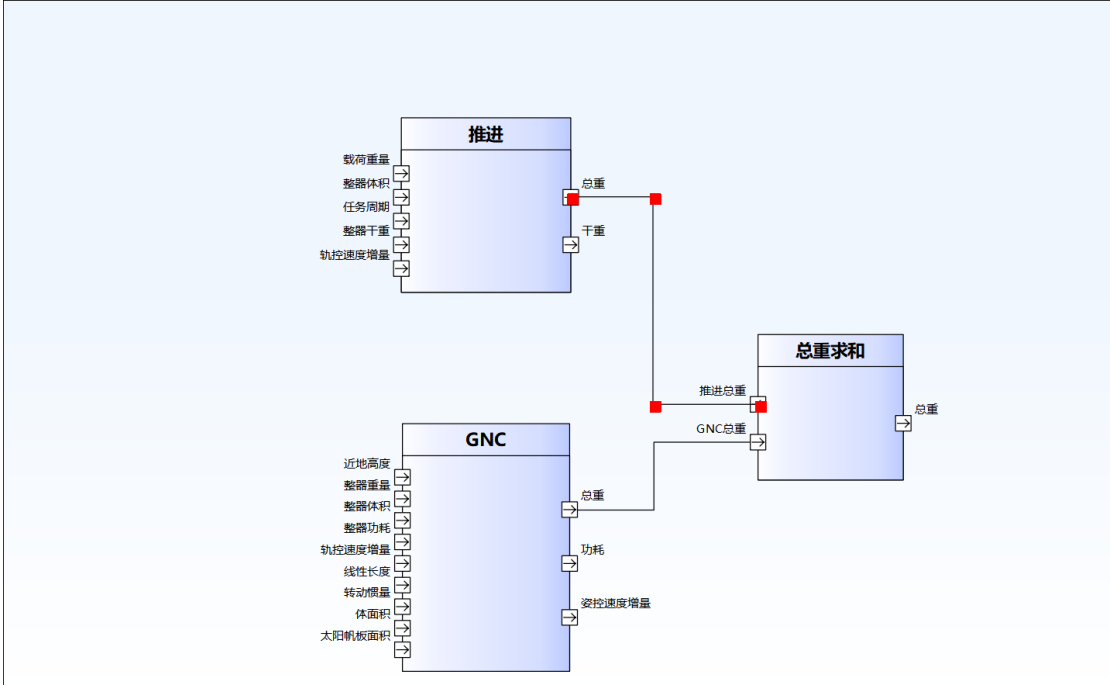 推进
载荷重量
整器体积
任务周期
整器干重
轨控速度增量
总重
干重
总重求和
推进总重
GNC总重
总重
GNC
近地高度
整器重量
整器体积
整器功耗
轨控速度增量
线性长度
转动惯量
体面积
太阳帆板面积
总重
功耗
姿控速度增量